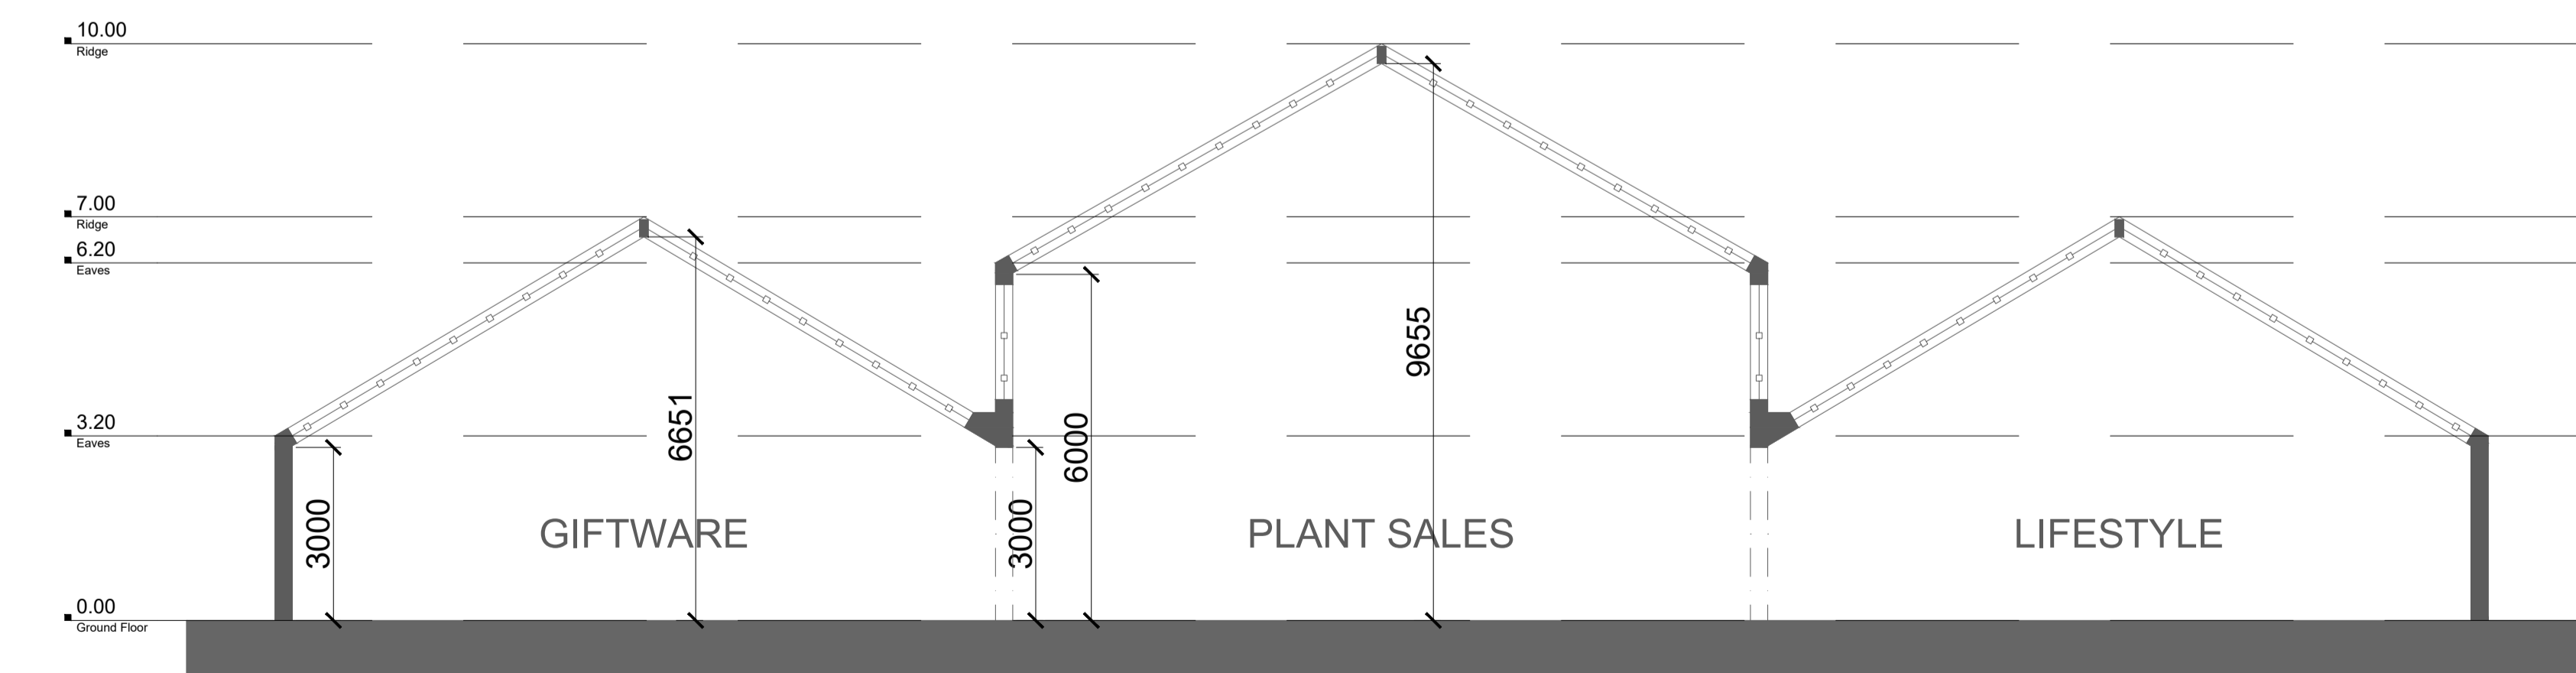 10.00
Ridge
7.00
Ridge
6.20
Eaves
3.20
Eaves
0.00
Ground Floor
3000
6651
3000
6000
9655
GIFTWARE
PLANT SALES
LIFESTYLE